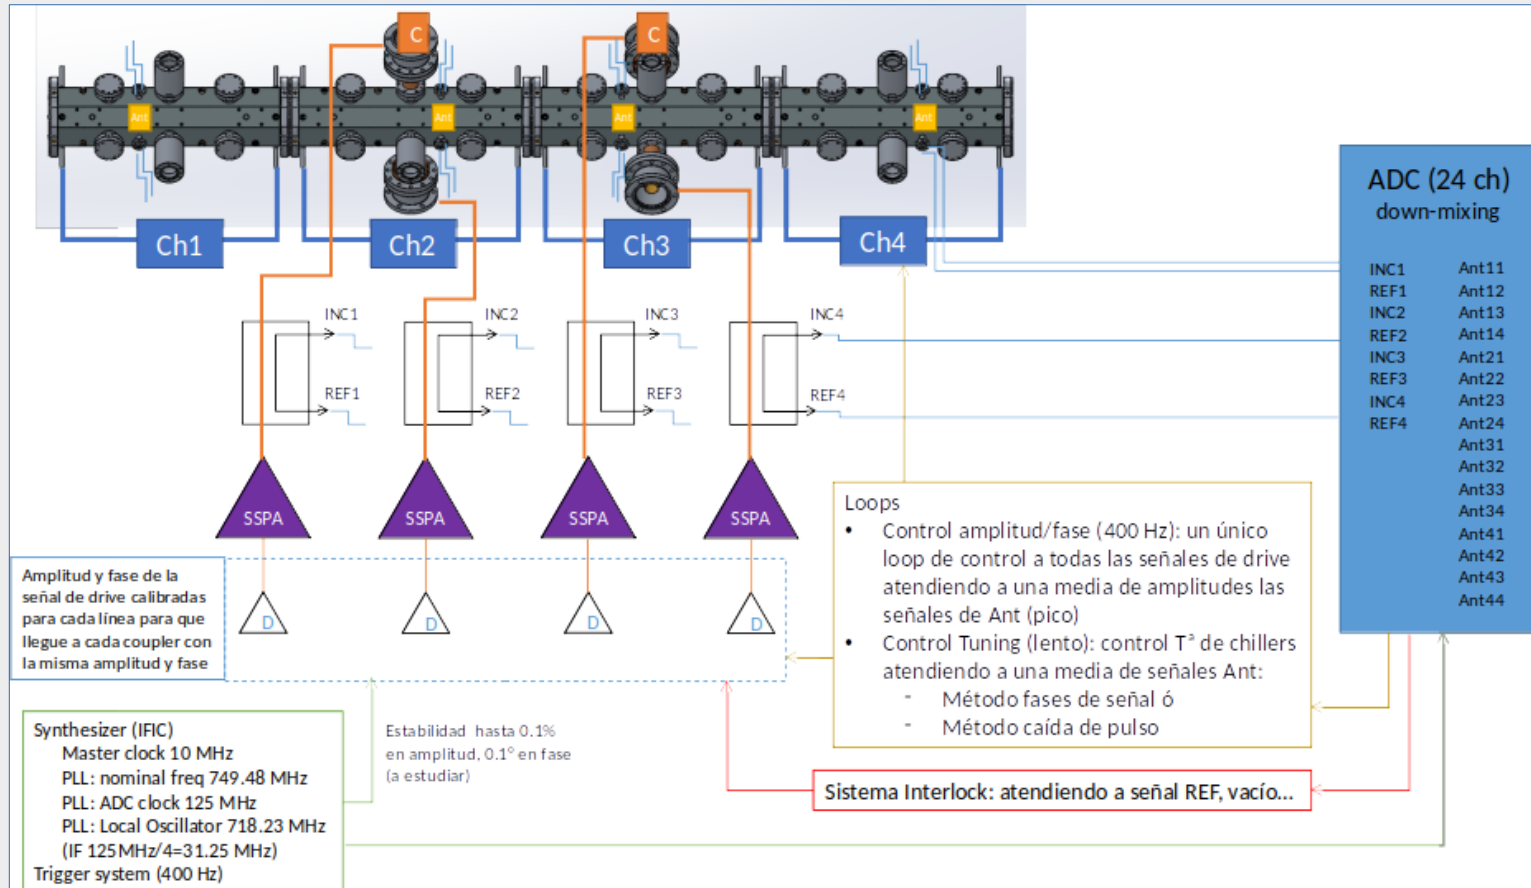 C
C
Ant
Ant
Ant
Ant
Ch1
Ch2
Ch3
Ch4
ADC (24 ch)
down-mixing
INC1
REF1
INC2
REF2
INC3
REF3
INC4
REF4
Ant11
Ant12
Ant13
Ant14
Ant21
Ant22
Ant23
Ant24
Ant31
Ant32
Ant33
Ant34
Ant41
Ant42
Ant43
Ant44
INC1
INC2
INC3
INC4
REF1
REF2
REF3
REF4
SSPA
SSPA
SSPA
SSPA
D
D
D
D
Amplitud y fase de la
señal de drive calibradas
para cada línea para que
llegue a cada coupler con
la misma amplitud y fase
Loops
• Control amplitud/fase (400 Hz): un único
loop de control a todas las señales de drive
atendiendo a una media de amplitudes las
señales de Ant (pico)
• Control Tuning (lento): control Tª de chillers
atendiendo a una media de señales Ant:
- Método fases de señal ó
- Método caída de pulso
Synthesizer (IFIC)
Master clock 10 MHz
PLL: nominal freq 749.48 MHz
PLL: ADC clock 125 MHz
PLL: Local Oscillator 718.23 MHz
(IF 125MHz/4=31.25 MHz)
Trigger system (400 Hz)
Estabilidad hasta 0.1%
en amplitud, 0.1º en fase
(a estudiar)
Sistema Interlock: atendiendo a señal REF, vacío...